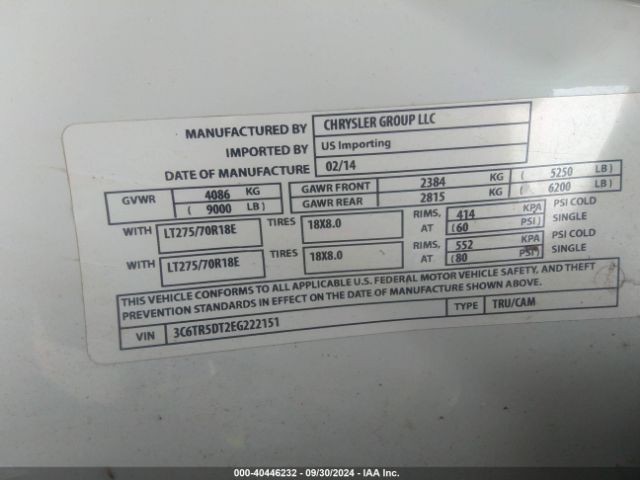 MANUFACTURED BY CHRYSLER GROUP LLC
IMPORTED BY US Importing
DATE OF MANUFACTURE 02/14
GVWR 4086 KG ( 9000 LB )
GAWR FRONT 2384 KG ( 5250 LB )
GAWR REAR 2815 KG ( 6200 LB )
WITH LT275/70R18E TIRES 18X8.0 RIMS, AT 414 KPA (60 PSI) PSI COLD SINGLE
WITH LT275/70R18E TIRES 18X8.0 RIMS, AT 552 KPA (80 PSI) PSI COLD SINGLE
THIS VEHICLE CONFORMS TO ALL APPLICABLE U.S. FEDERAL MOTOR VEHICLE SAFETY, AND THEFT
PREVENTION STANDARDS IN EFFECT ON THE DATE OF MANUFACTURE SHOWN ABOVE.
VIN 3C6TR5DT2EG222151 TYPE TRU/CAM
000-40446232 - 09/30/2024 - IAA Inc.